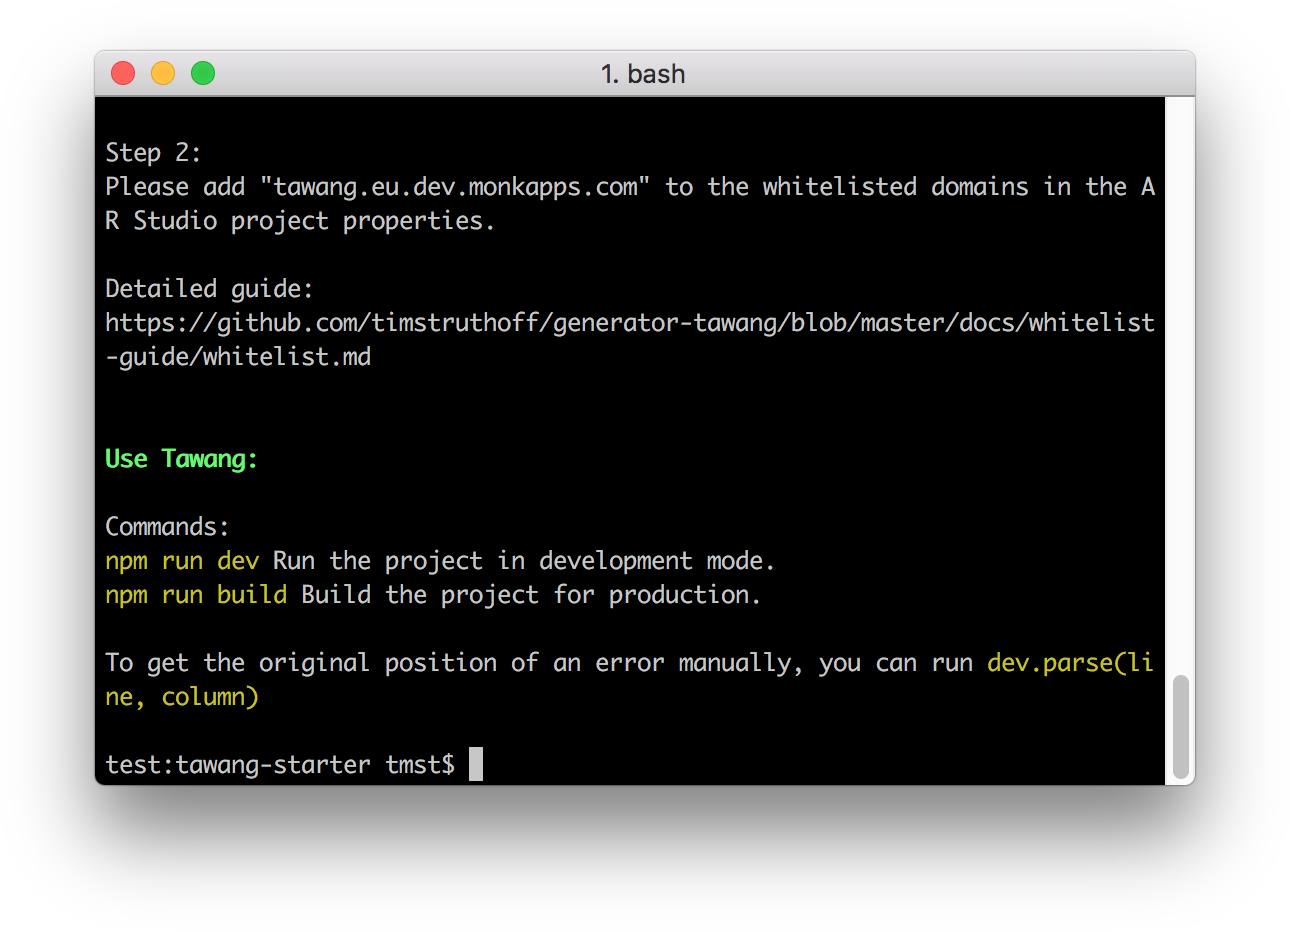 1. bash
Step 2:
Please add "tawang.eu.dev.monkapps.com" to the whitelisted domains in the A
R Studio project properties.
Detailed guide:
https://github.com/timstruthoff/generator-tawang/blob/master/docs/whitelist
-guide/whitelist.md
Use Tawang:
Commands:
npm run dev Run the project in development mode.
npm run build Build the project for production.
To get the original position of an error manually, you can run dev.parse(li
ne, column)
test:tawang-starter tmst$